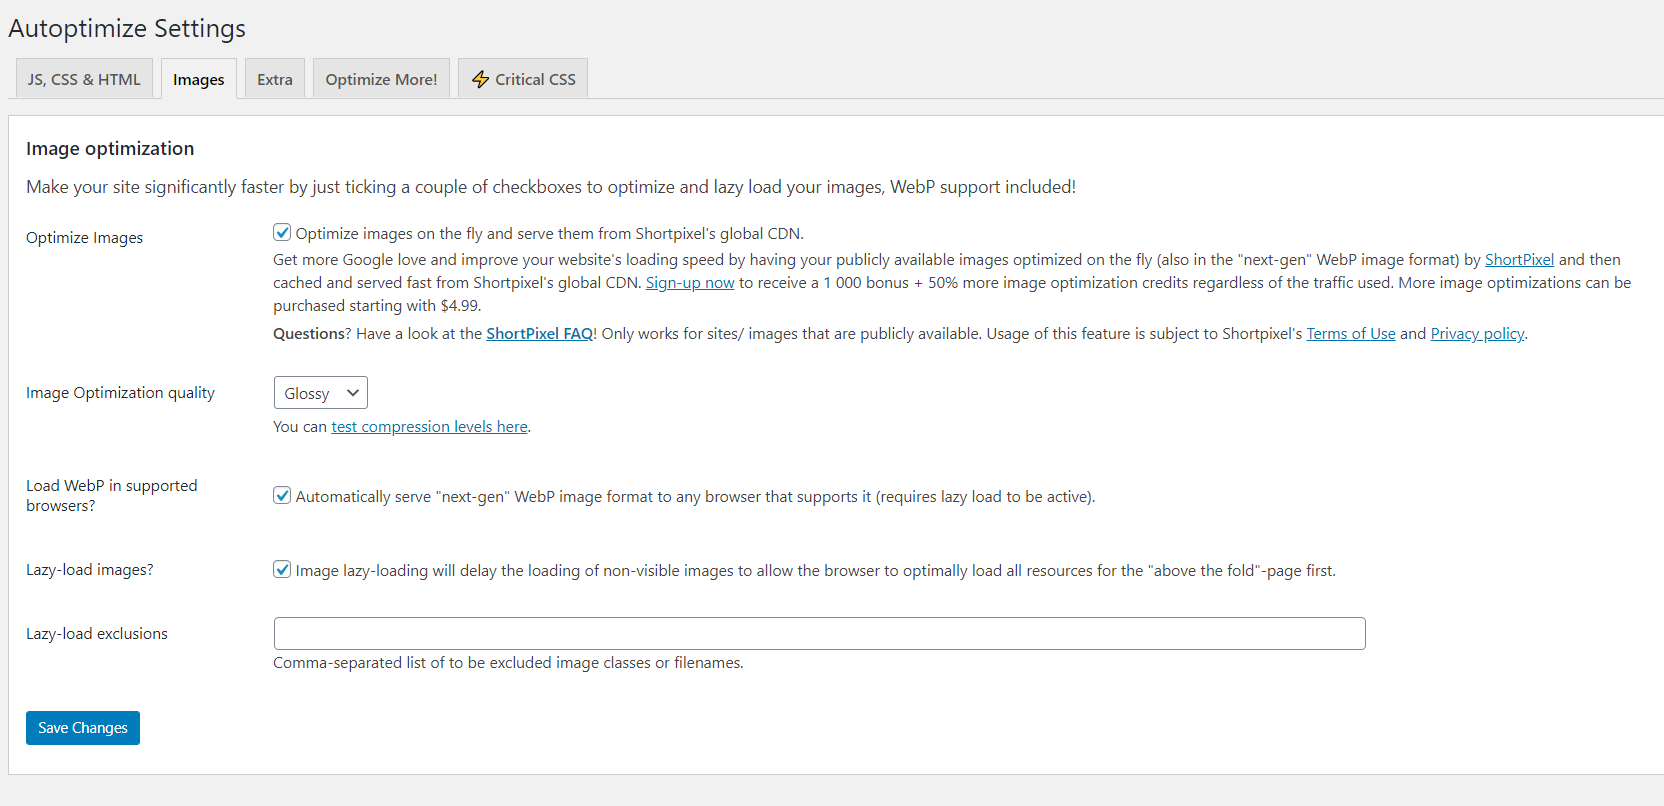 Autoptimize Settings
JS, CSS & HTML
Images
Extra
Optimize More!
Critical CSS
Image optimization
Make your site significantly faster by just ticking a couple of checkboxes to optimize and lazy load your images, WebP support included!
Optimize Images
Optimize images on the fly and serve them from Shortpixel's global CDN.
Get more Google love and improve your website's loading speed by having your publicly available images optimized on the fly (also in the "next-gen" WebP image format) by ShortPixel and then
cached and served fast from Shortpixel's global CDN. Sign-up now to receive a 1 000 bonus + 50% more image optimization credits regardless of the traffic used. More image optimizations can be
purchased starting with $4.99.
Questions? Have a look at the ShortPixel FAQ! Only works for sites/ images that are publicly available. Usage of this feature is subject to Shortpixel's Terms of Use and Privacy policy.
Image Optimization quality
Glossy
You can test compression levels here.
Load WebP in supported
browsers?
Automatically serve "next-gen" WebP image format to any browser that supports it (requires lazy load to be active).
Lazy-load images?
Image lazy-loading will delay the loading of non-visible images to allow the browser to optimally load all resources for the "above the fold"-page first.
Lazy-load exclusions
Comma-separated list of to be excluded image classes or filenames.
Save Changes